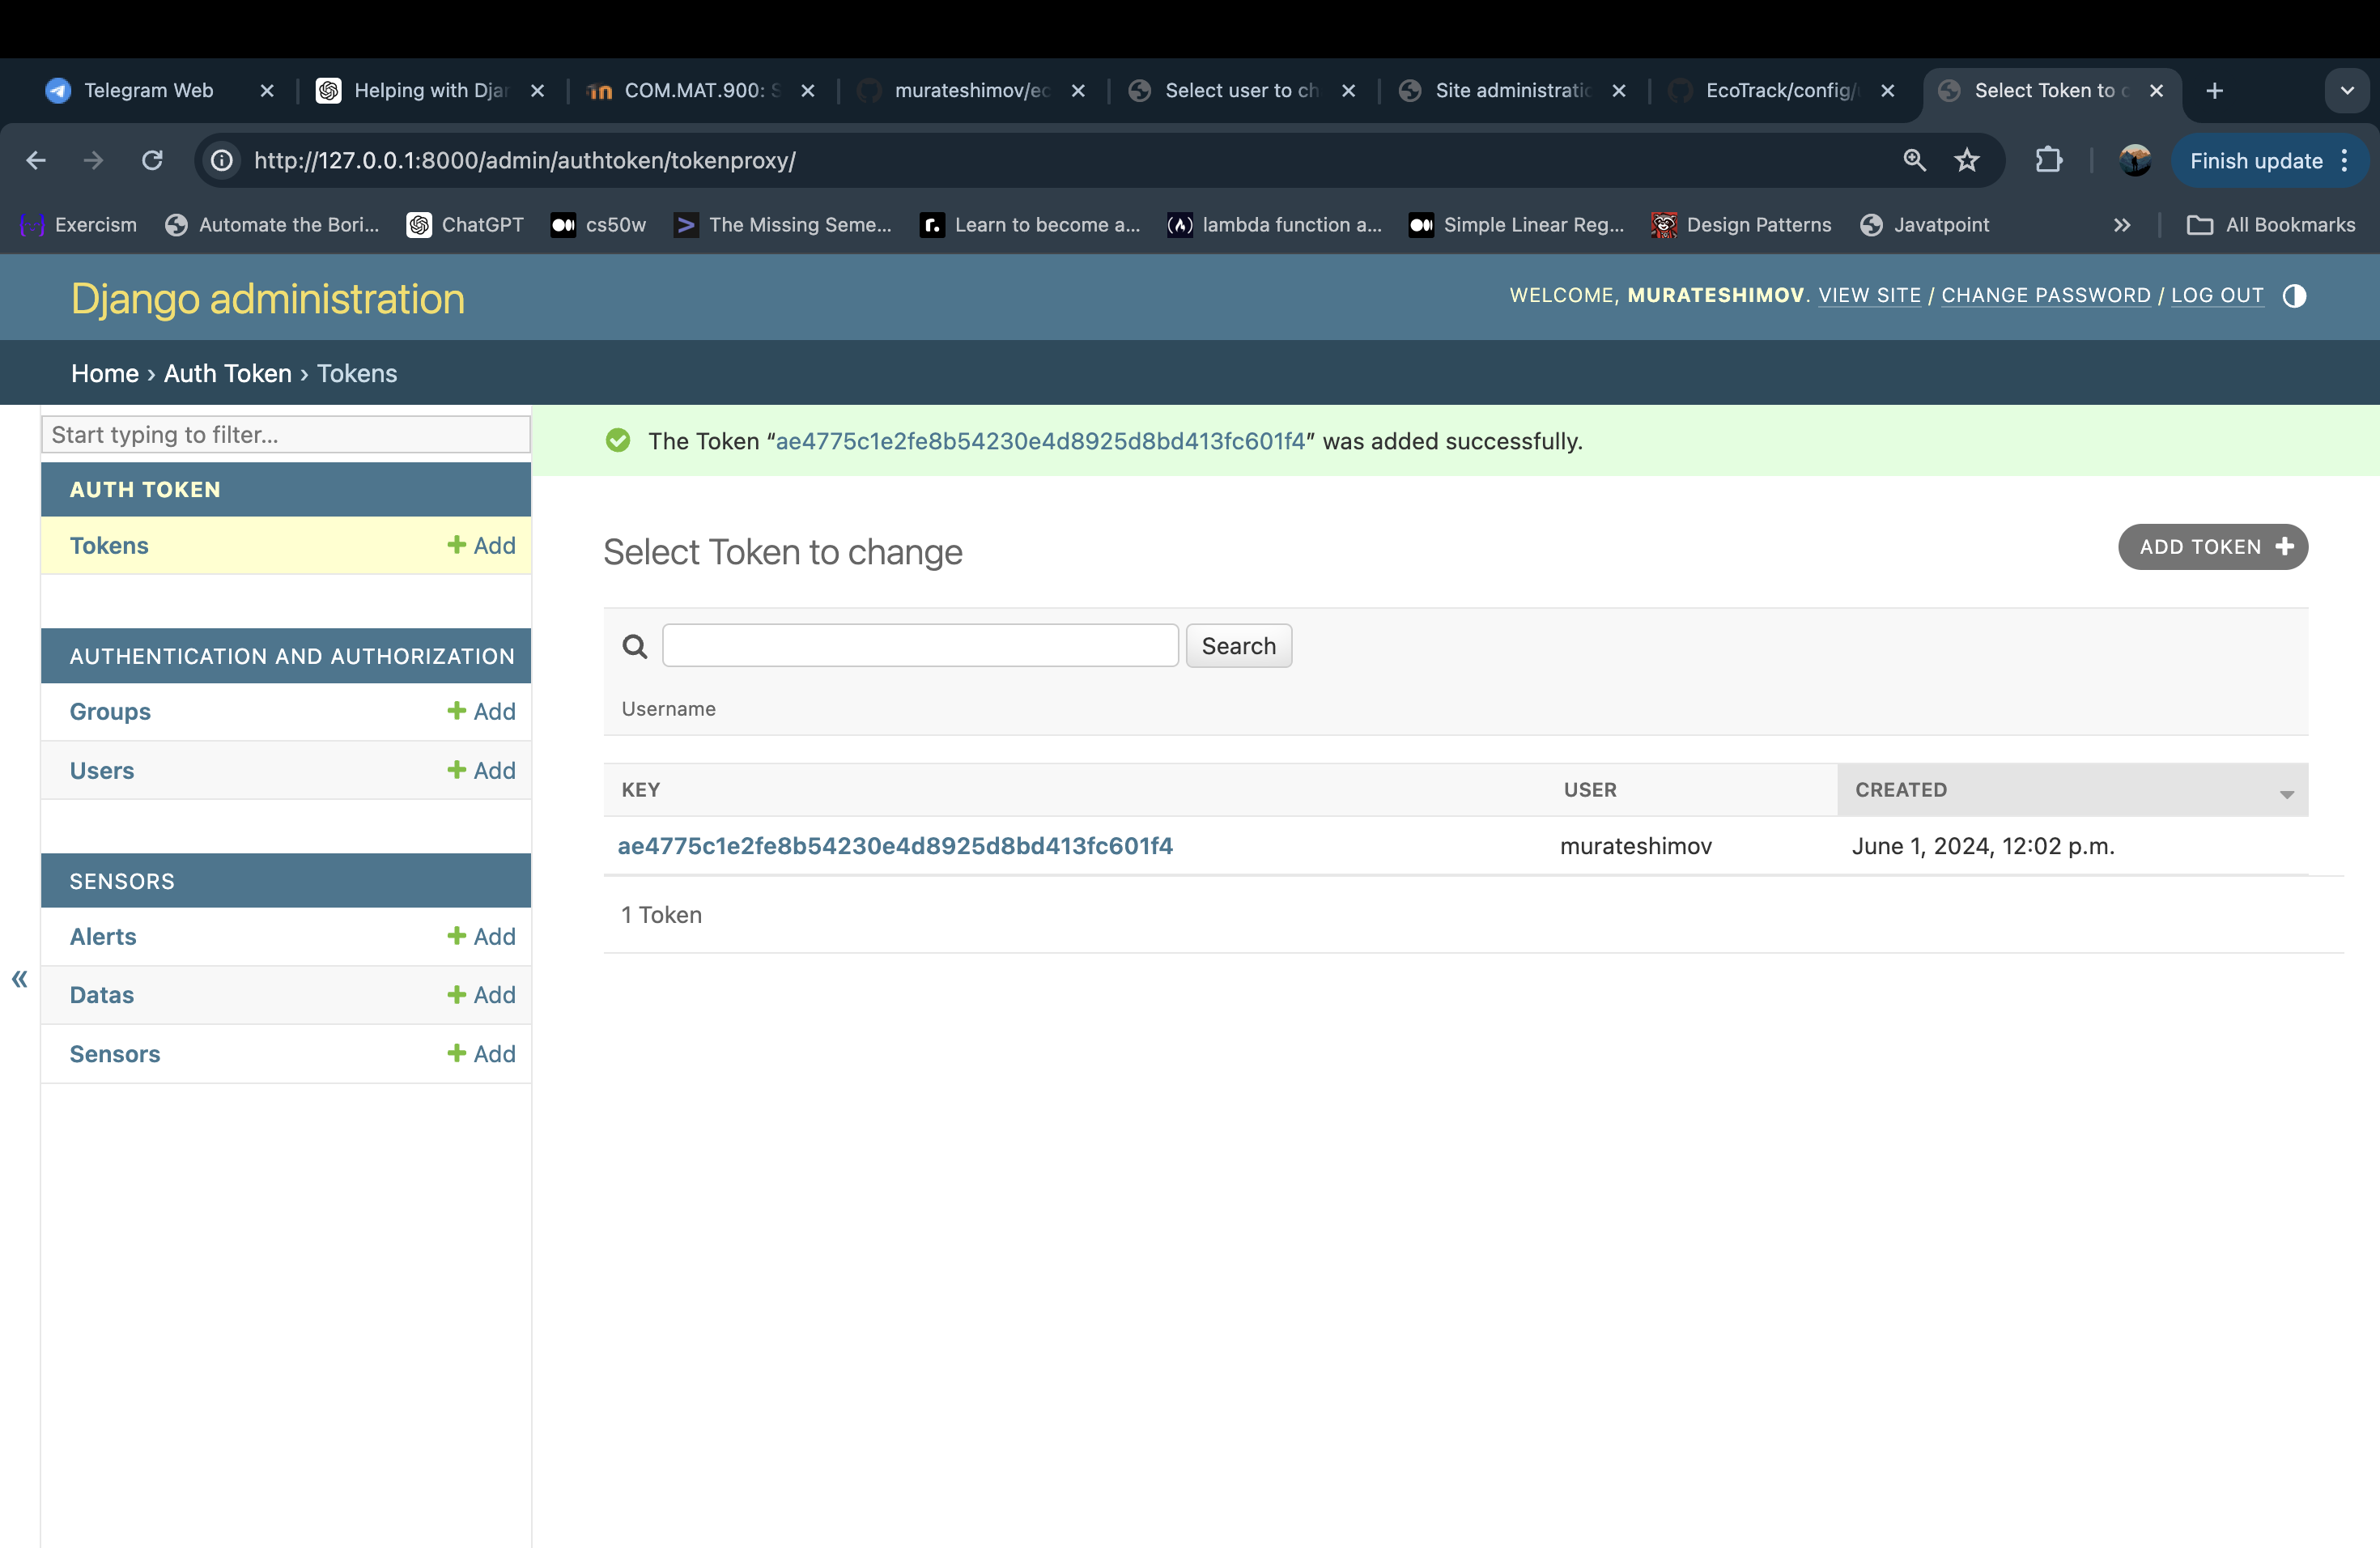 Telegram Web
Helping with Djan
COM.MAT.900: S
murateshimov/ec
Select user to ch
Site administratio
EcoTrack/config/
Select Token to c
http://127.0.0.1:8000/admin/authtoken/tokenproxy/
Finish update
Exercism
Automate the Bori...
ChatGPT
cs50w
The Missing Seme...
Learn to become a...
lambda function a...
Simple Linear Reg...
Design Patterns
Javatpoint
»
All Bookmarks
Django administration
WELCOME, MURATESHIMOV. VIEW SITE / CHANGE PASSWORD / LOG OUT
Home › Auth Token › Tokens
Start typing to filter...
AUTH TOKEN
Tokens
+ Add
AUTHENTICATION AND AUTHORIZATION
Groups
+ Add
Users
+ Add
SENSORS
Alerts
+ Add
Datas
+ Add
Sensors
+ Add
«
The Token “ae4775c1e2fe8b54230e4d8925d8bd413fc601f4” was added successfully.
Select Token to change
ADD TOKEN +
Search
Username
KEY USER CREATED
ae4775c1e2fe8b54230e4d8925d8bd413fc601f4 murateshimov June 1, 2024, 12:02 p.m.
1 Token